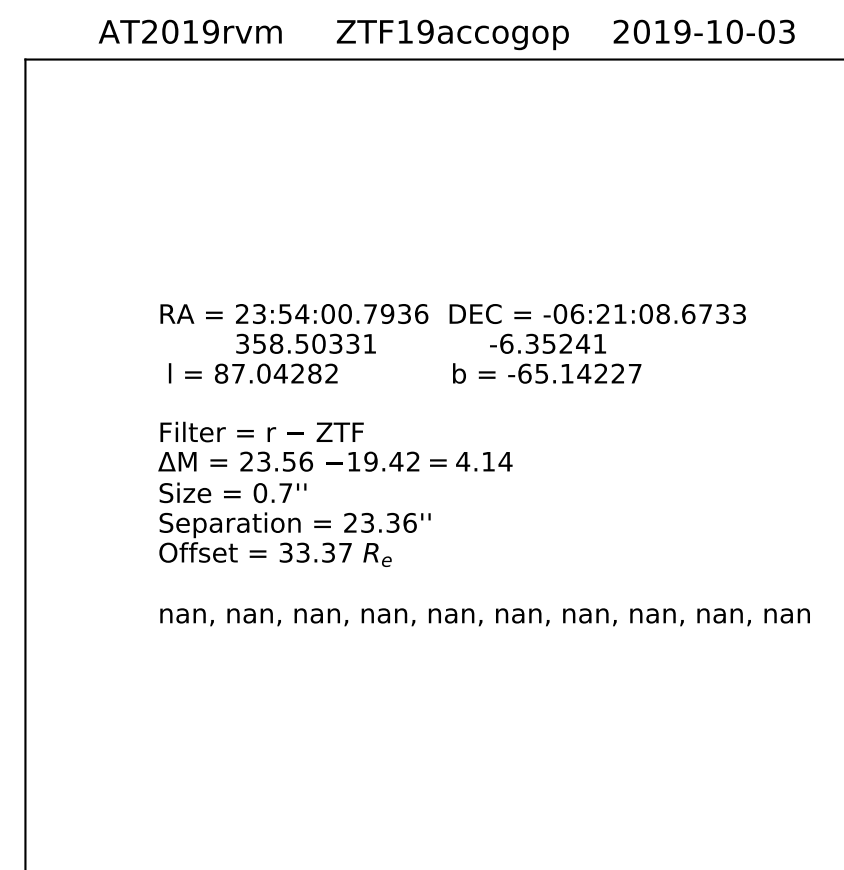 AT2019rvm ZTF19accogop 2019-10-03
RA = 23:54:00.7936 DEC = -06:21:08.6733
358.50331 -6.35241
l = 87.04282 b = -65.14227
Filter = r − ZTF
ΔM = 23.56 −19.42 = 4.14
Size = 0.7''
Separation = 23.36''
Offset = 33.37 Rₑ
nan, nan, nan, nan, nan, nan, nan, nan, nan, nan